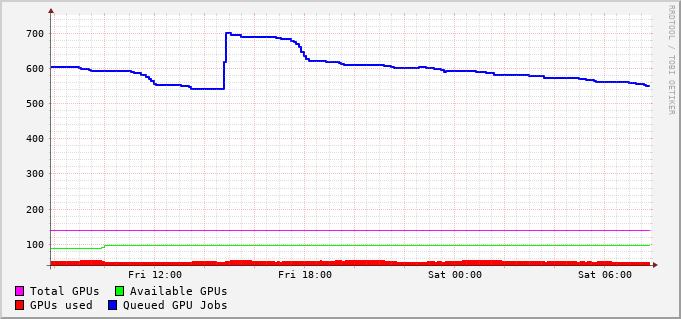 700
600
500
400
300
200
100
Fri 12:00 Fri 18:00 Sat 00:00 Sat 06:00
Total GPUs Available GPUs
GPUs used Queued GPU Jobs
RRDTOOL / TOBI OETIKER